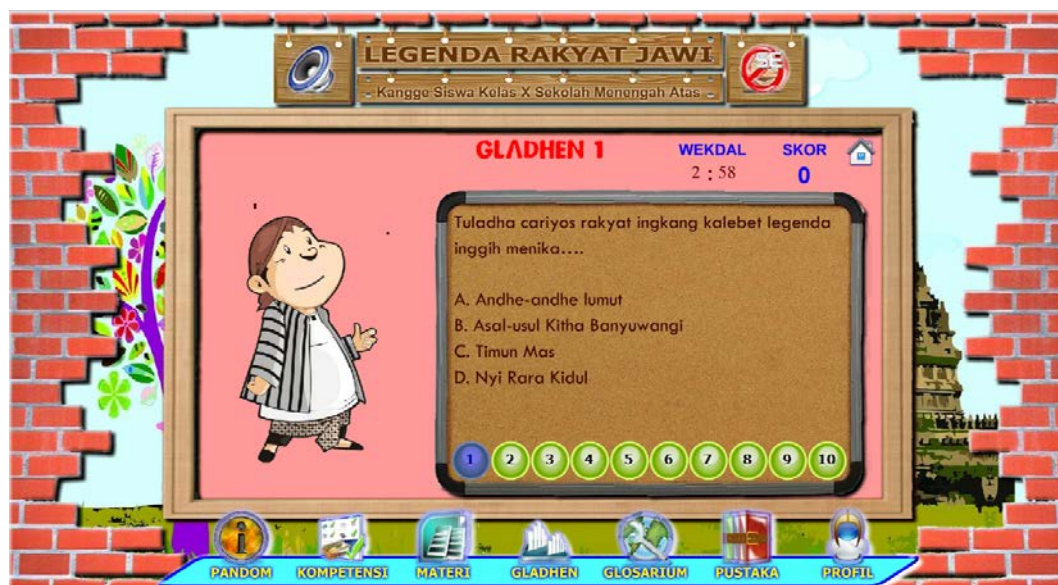 LEGENDA RAKYAT JAWI
SE
Kangge Siswa Kelas X Sekolah Menengah Atas
GLADHEN 1
WEKDAL
SKOR
2 : 58
0
Tuladha cariyos rakyat ingkang kalebet legenda
inggih menika....
A. Andhe-andhe lumut
B. Asal-usul Kitha Banyuwangi
C. Timun Mas
D. Nyi Rara Kidul
1 2 3 4 5 6 7 8 9 10
PANDOM KOMPETENSI MATERI GLADHEN GLOSARIUM PUSTAKA PROFIL